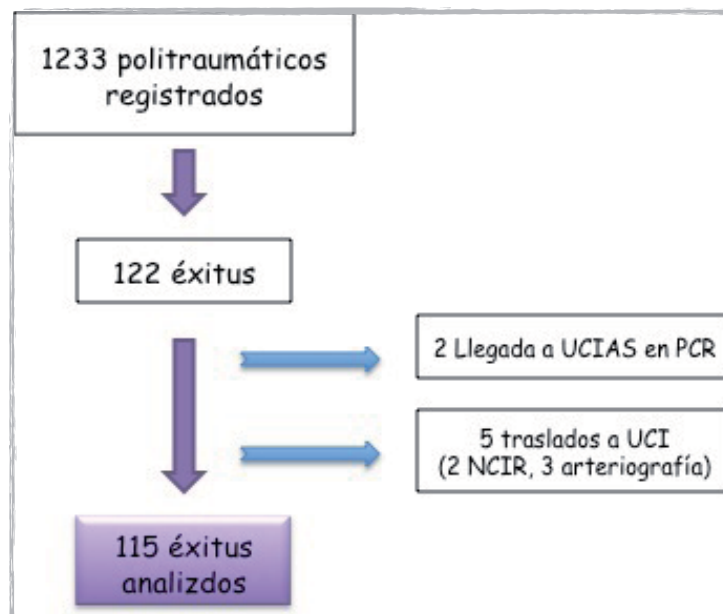 1233 politraumáticos
registrados
122 éxitus
2 Llegada a UCIAS en PCR
5 traslados a UCI
(2 NCIR, 3 arteriografía)
115 éxitus
analizdos